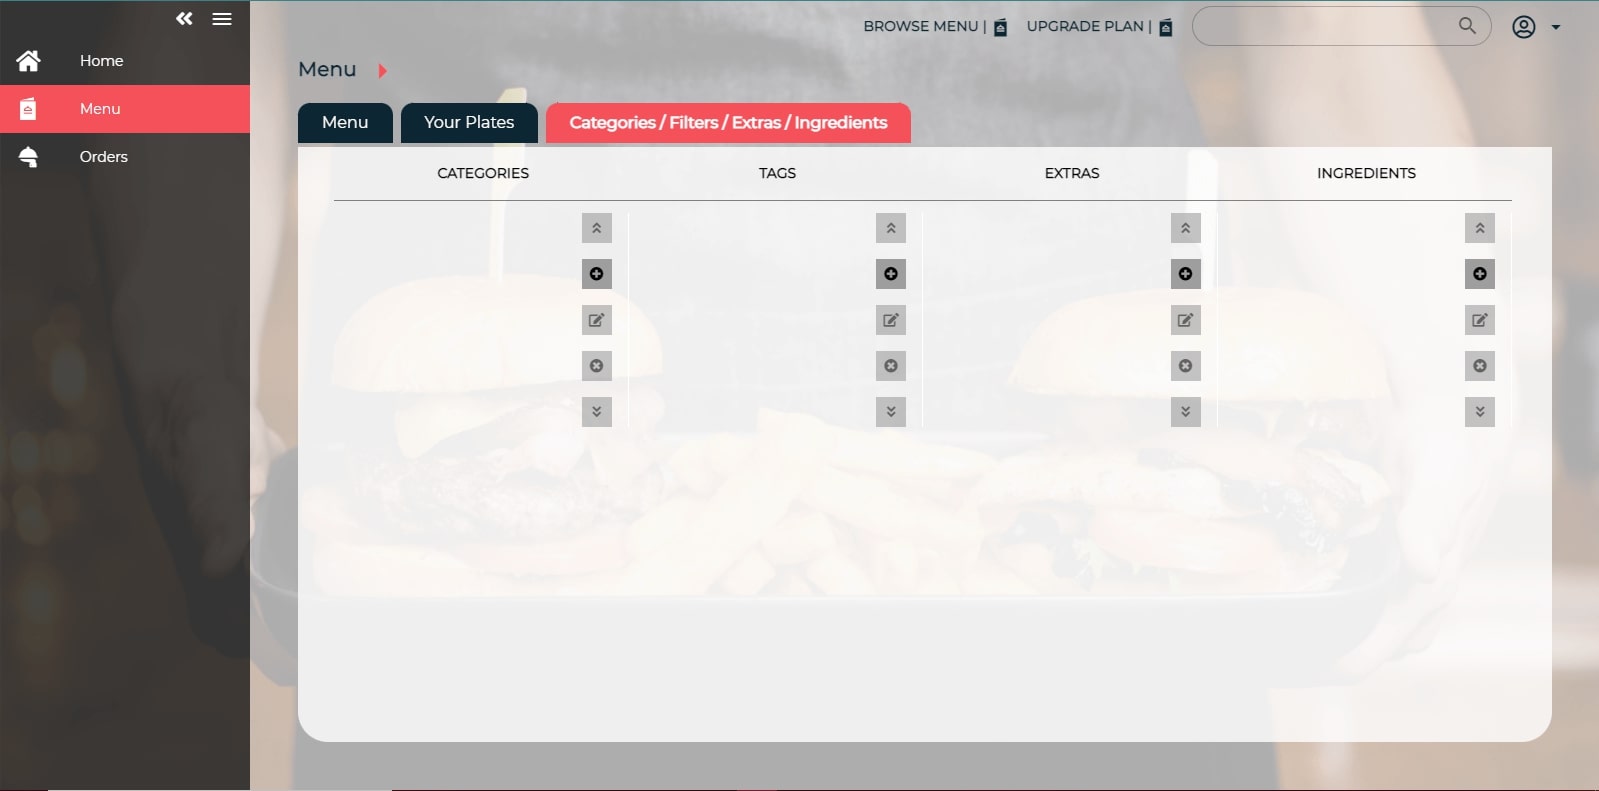 Home
Menu
Orders
BROWSE MENU |
UPGRADE PLAN |
Menu
Menu
Your Plates
Categories / Filters / Extras / Ingredients
CATEGORIES
TAGS
EXTRAS
INGREDIENTS